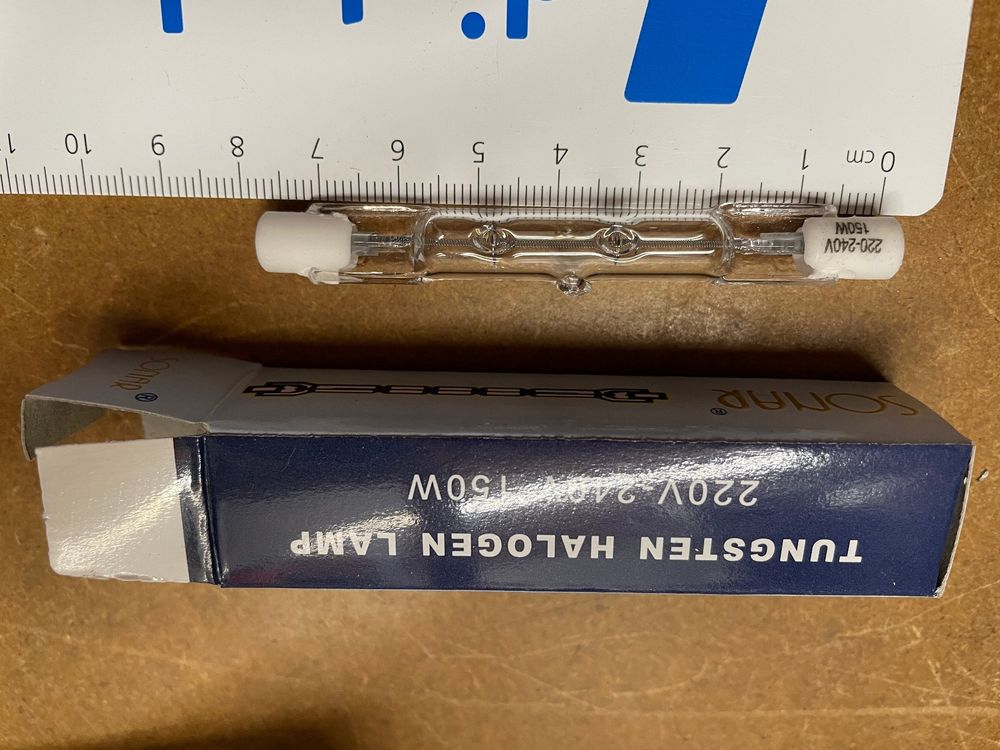 0 cm 1 2 3 4 5 6 7 8 9 10 1
220-240V
150W
TUNGSTEN HALOGEN LAMP
220V-240V 150W
SOMAR®
SOMAR®